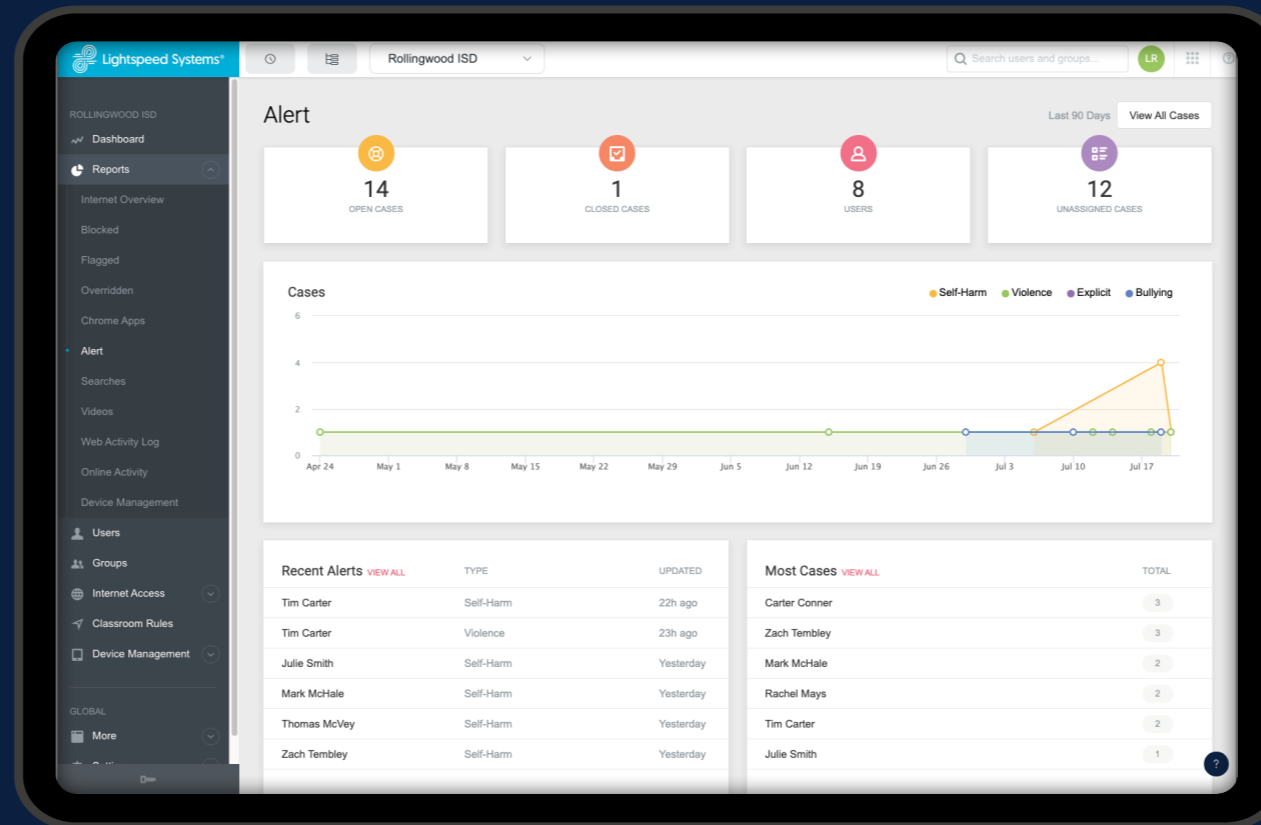 Lightspeed Systems®
Rollingwood ISD
Search users and groups...
LR
ROLLINGWOOD ISD
Dashboard
Reports
Internet Overview
Blocked
Flagged
Overridden
Chrome Apps
Alert
Searches
Videos
Web Activity Log
Online Activity
Device Management
Users
Groups
Internet Access
Classroom Rules
Device Management
GLOBAL
More
Alert
Last 90 Days View All Cases
14
OPEN CASES
1
CLOSED CASES
8
USERS
12
UNASSIGNED CASES
Cases
Self-Harm Violence Explicit Bullying
6
4
2
0
Apr 24 May 1 May 8 May 15 May 22 May 29 Jun 5 Jun 12 Jun 19 Jun 26 Jul 3 Jul 10 Jul 17
Recent Alerts VIEW ALL TYPE UPDATED
Tim Carter Self-Harm 22h ago
Tim Carter Violence 23h ago
Julie Smith Self-Harm Yesterday
Mark McHale Self-Harm Yesterday
Thomas McVey Self-Harm Yesterday
Zach Tembley Self-Harm Yesterday
Most Cases VIEW ALL TOTAL
Carter Conner 3
Zach Tembley 3
Mark McHale 2
Rachel Mays 2
Tim Carter 2
Julie Smith 1
?